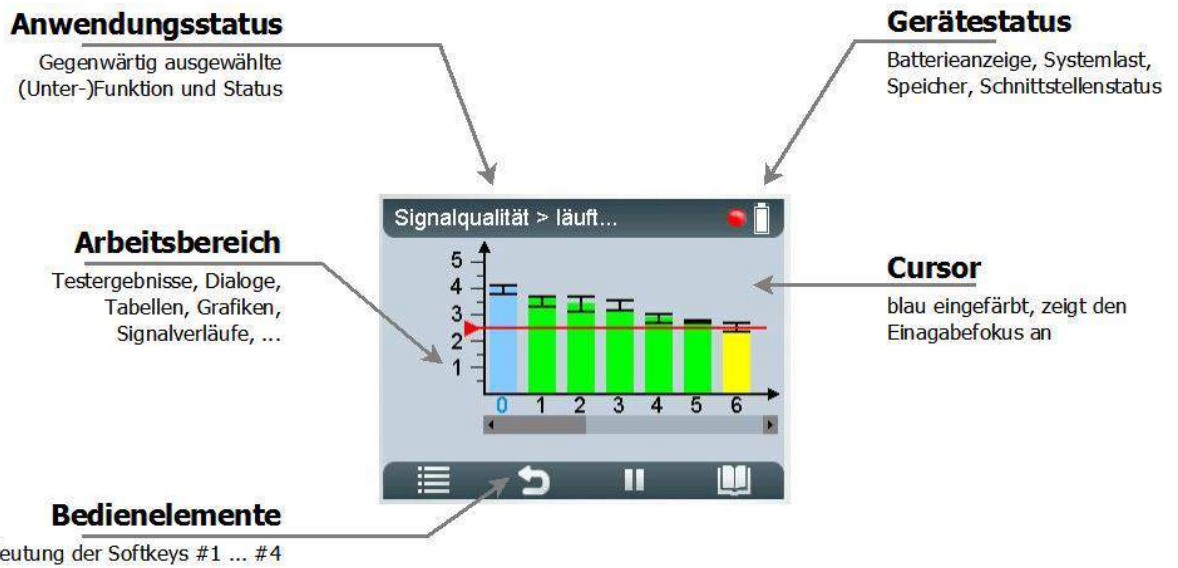 Anwendungsstatus
Gegenwärtig ausgewählte
(Unter-)Funktion und Status
Gerätestatus
Batterieanzeige, Systemlast,
Speicher, Schnittstellenstatus
Signalqualität > läuft...
Arbeitsbereich
Testergebnisse, Dialoge,
Tabellen, Grafiken,
Signalverläufe, ...
5
4
3
2
1
0 1 2 3 4 5 6
Cursor
blau eingefärbt, zeigt den
Einagabefokus an
Bedienelemente
eutung der Softkeys #1 ... #4